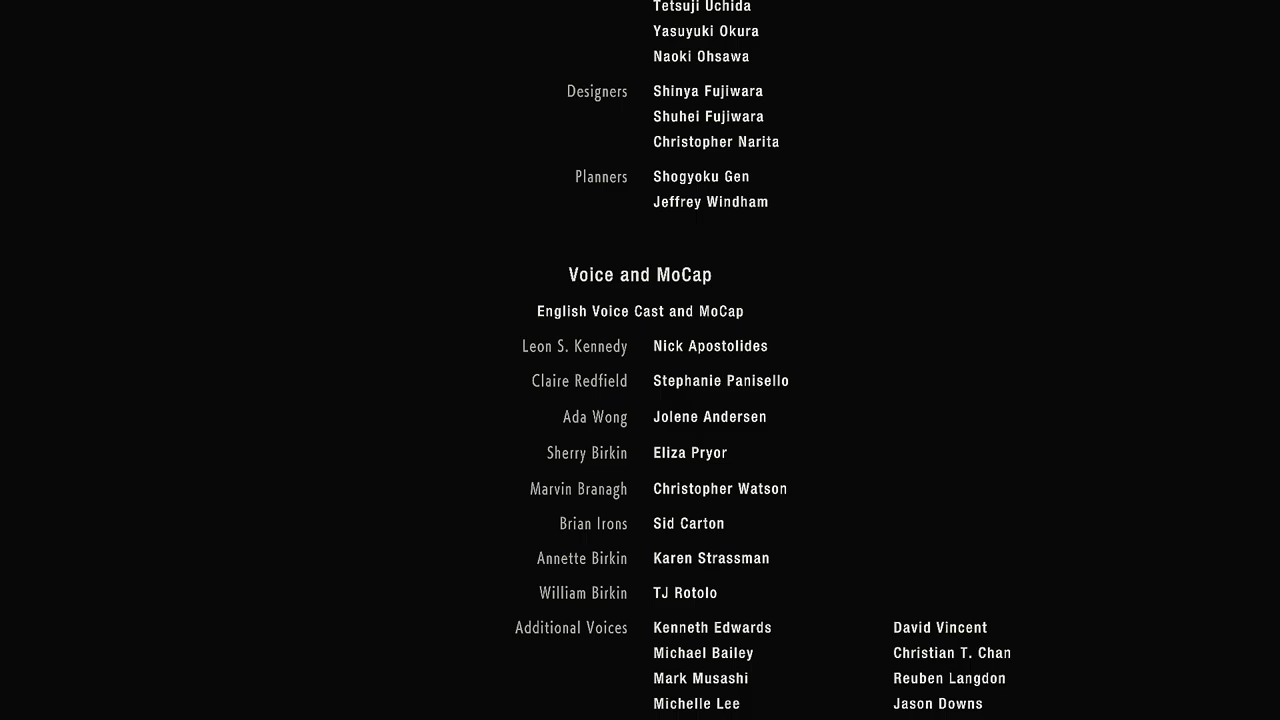 Tetsuji Uchida
Yasuyuki Okura
Naoki Ohsawa
Designers Shinya Fujiwara
Shuhei Fujiwara
Christopher Narita
Planners Shogyoku Gen
Jeffrey Windham
Voice and MoCap
English Voice Cast and MoCap
Leon S. Kennedy Nick Apostolides
Claire Redfield Stephanie Panisello
Ada Wong Jolene Andersen
Sherry Birkin Eliza Pryor
Marvin Branagh Christopher Watson
Brian Irons Sid Carton
Annette Birkin Karen Strassman
William Birkin TJ Rotolo
Additional Voices Kenneth Edwards David Vincent
Michael Bailey Christian T. Chan
Mark Musashi Reuben Langdon
Michelle Lee Jason Downs